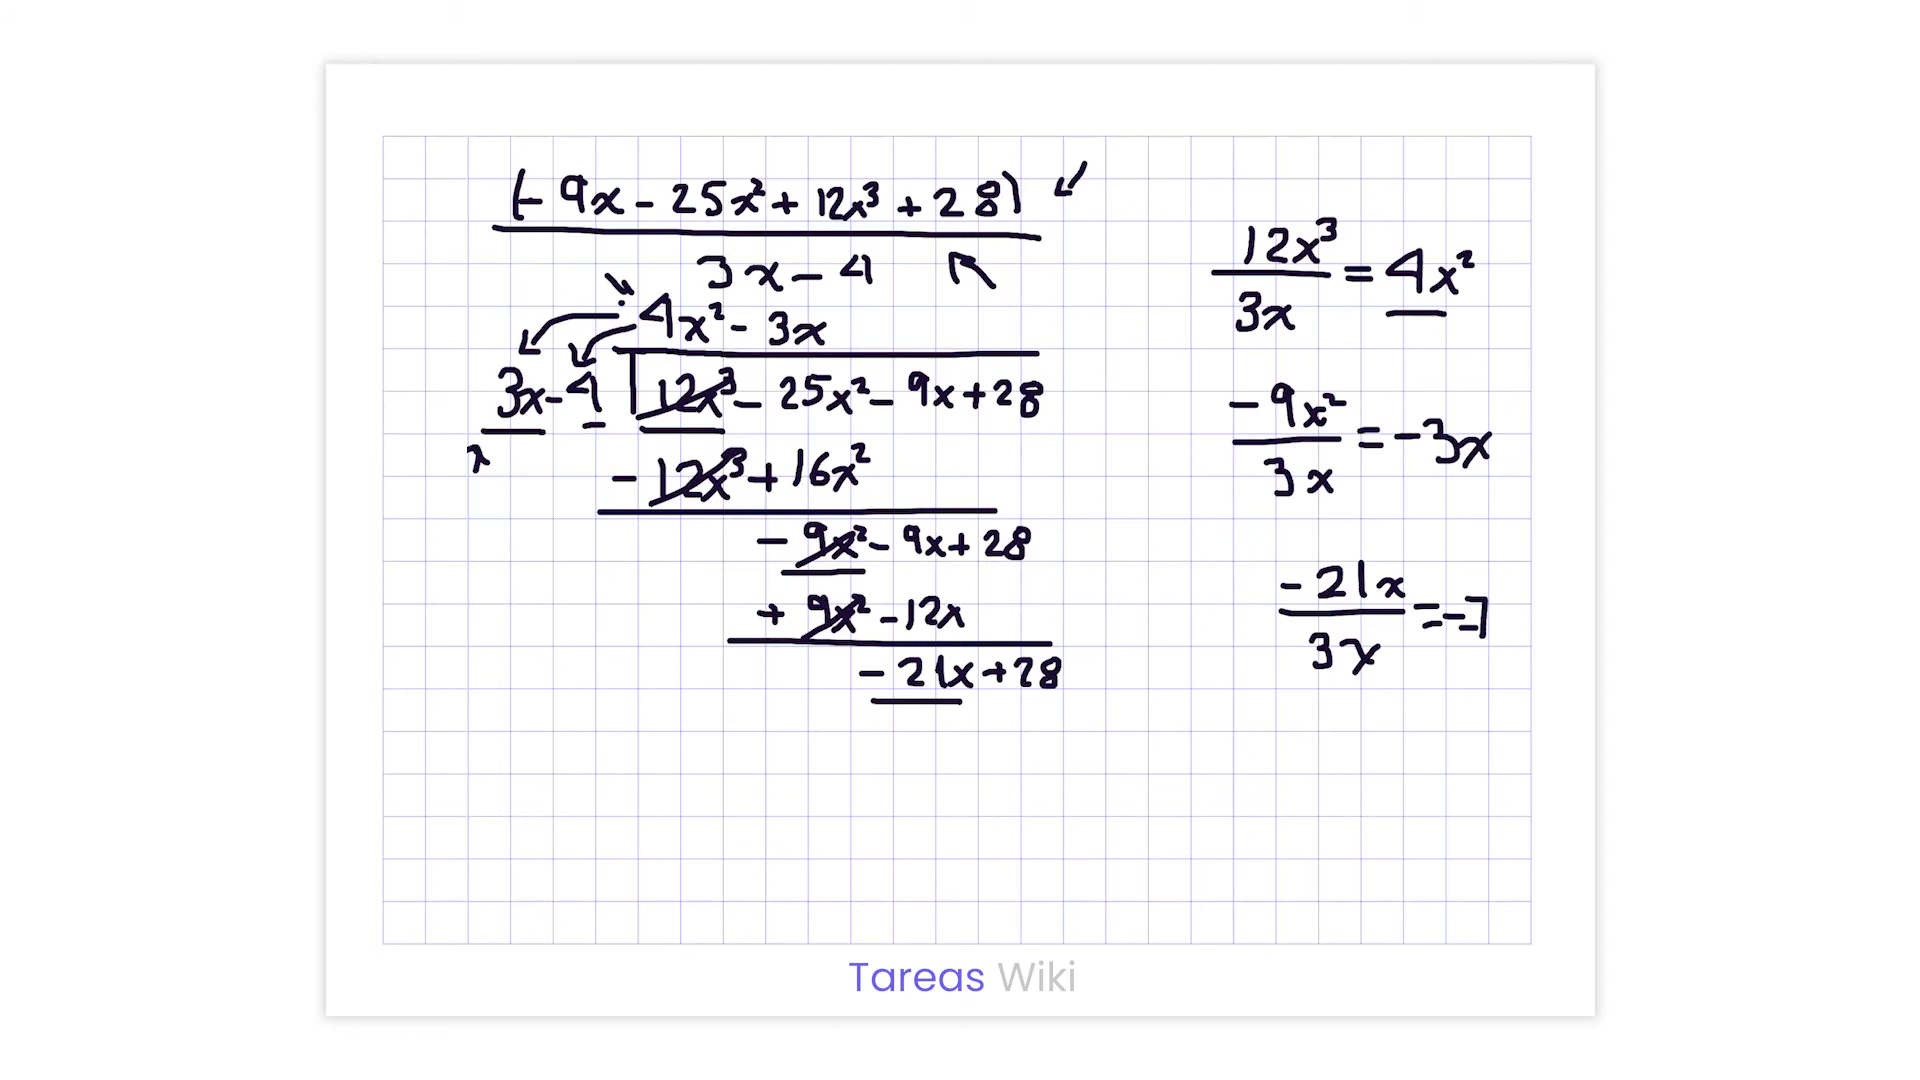 (- 9x - 25x² + 12x³ + 28)
3x - 4
4x² - 3x
3x - 4 12x³ - 25x² - 9x + 28
x
- 12x³ + 16x²
- 9x² - 9x + 28
+ 9x² - 12x
- 21x + 28
12x³
3x
= 4x²
- 9x²
3x
= - 3x
- 21x
3x
= - 7
Tareas Wiki